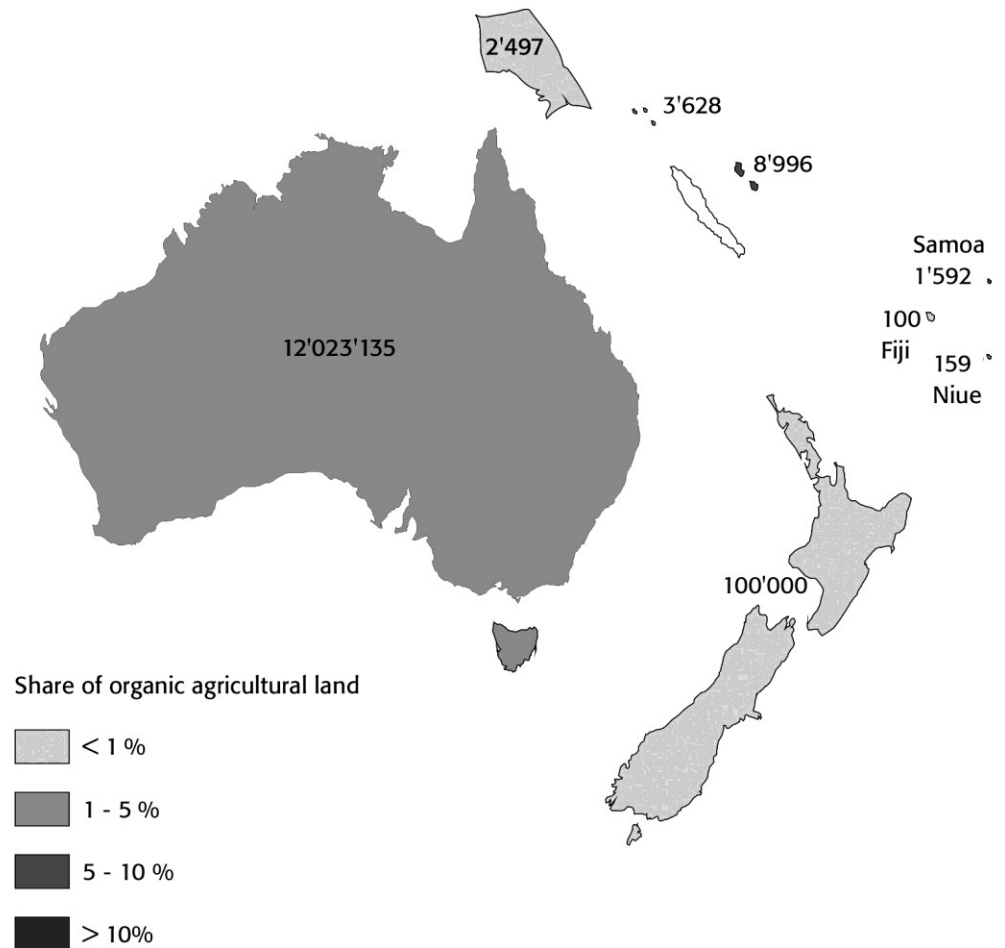 2'497
3'628
8'996
Samoa
1'592
100
Fiji
159
Niue
12'023'135
100'000
Share of organic agricultural land
< 1 %
1 - 5 %
5 - 10 %
> 10%